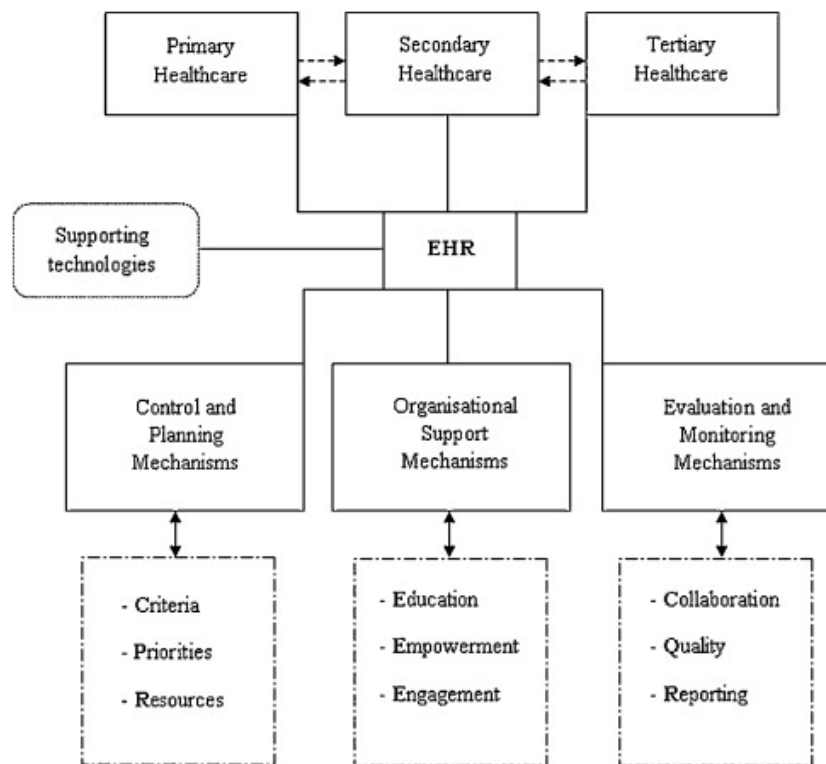 Primary
Healthcare
Secondary
Healthcare
Tertiary
Healthcare
Supporting
technologies
EHR
Control and
Planning
Mechanisms
Organisational
Support
Mechanisms
Evaluation and
Monitoring
Mechanisms
- Criteria
- Priorities
- Resources
- Education
- Empowerment
- Engagement
- Collaboration
- Quality
- Reporting